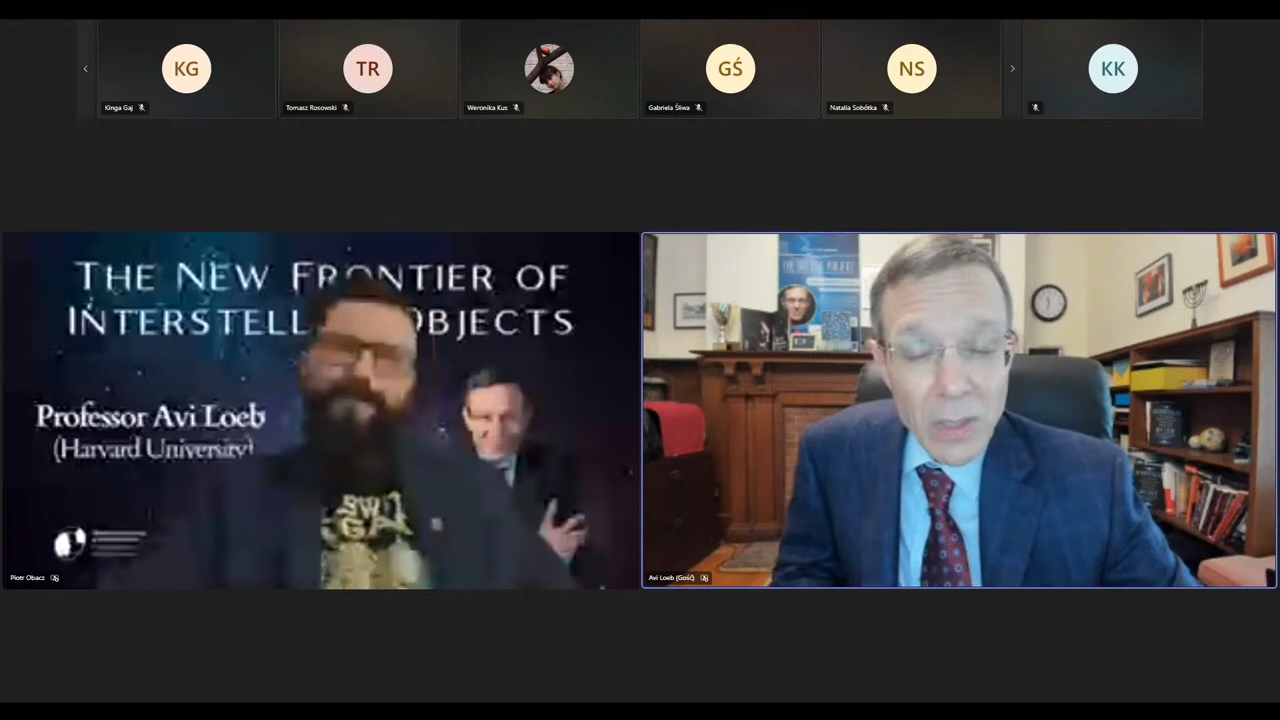 KG
TR
GŚ
NS
KK
Kinga Gaj
Tomasz Rosowski
Weronika Kus
Gabriela Śliwa
Natalia Sobótka
THE NEW FRONTIER OF
INTERSTELL OBJECTS
Professor Avi Loeb
(Harvard University)
Piotr Obacz
Avi Loeb (Gość)